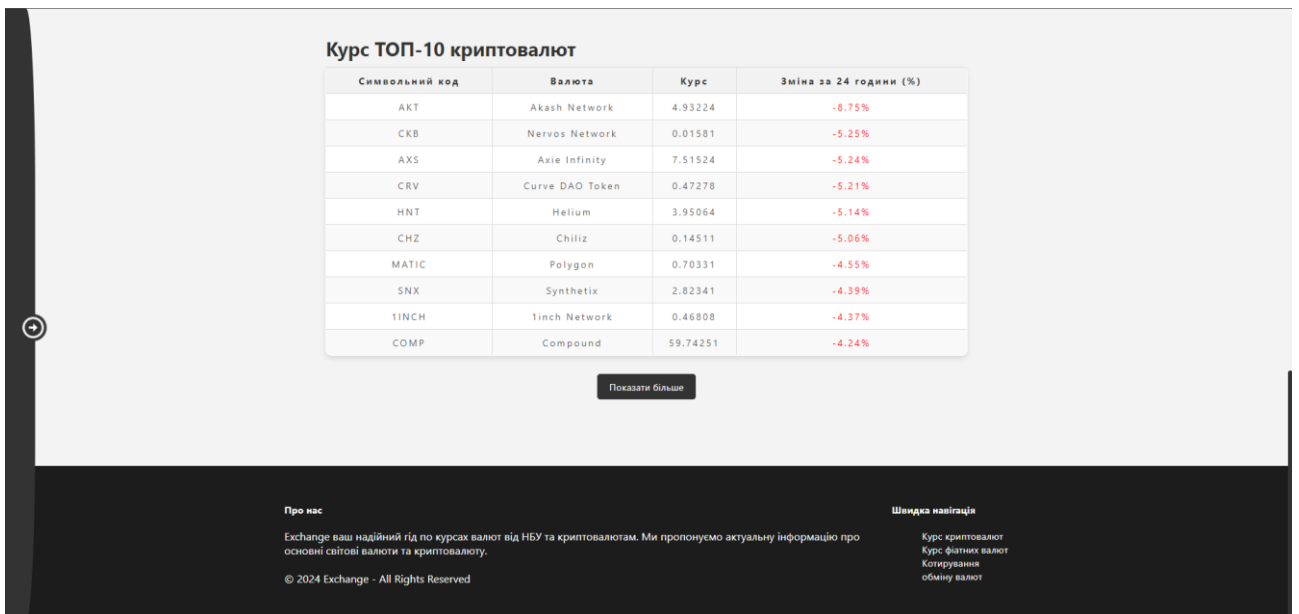 Курс ТОП-10 криптовалют
Символьний код Валюта Курс Зміна за 24 години (%)
AKT Akash Network 4.93224 -8.75%
CKB Nervos Network 0.01581 -5.25%
AXS Axie Infinity 7.51524 -5.24%
CRV Curve DAO Token 0.47278 -5.21%
HNT Helium 3.95064 -5.14%
CHZ Chiliz 0.14511 -5.06%
MATIC Polygon 0.70331 -4.55%
SNX Synthetix 2.82341 -4.39%
1INCH 1inch Network 0.46808 -4.37%
COMP Compound 59.74251 -4.24%
Показати більше
Про нас
Exchange ваш надійний гід по курсах валют від НБУ та криптовалютам. Ми пропонуємо актуальну інформацію про
основні світові валюти та криптовалюту.
© 2024 Exchange - All Rights Reserved
Швидка навігація
Курс криптовалют
Курс фіатних валют
Котирування
обміну валют